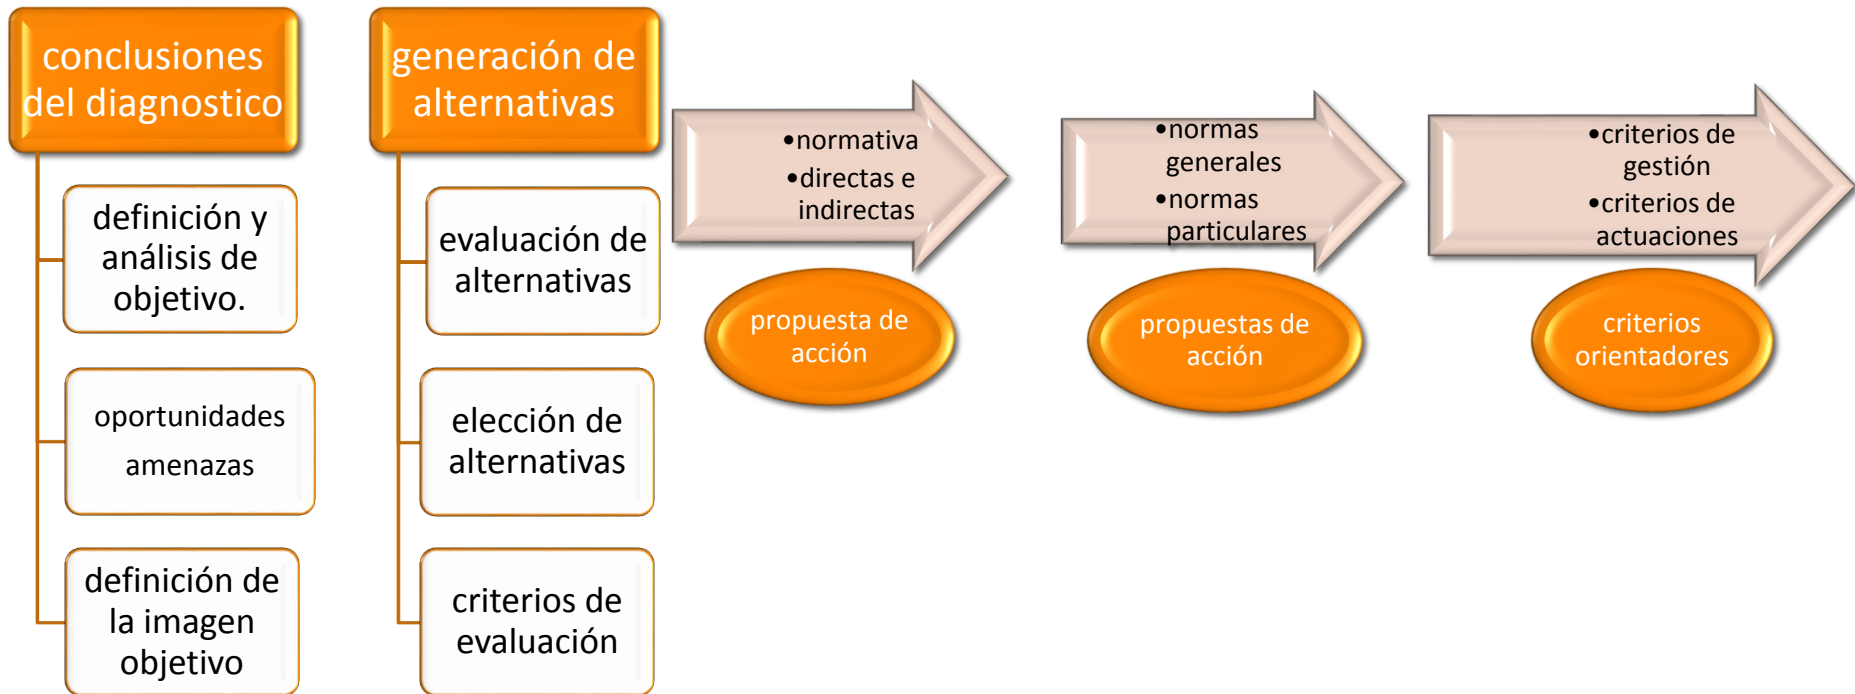 conclusiones
del diagnostico
definición y
análisis de
objetivo.
oportunidades
amenazas
definición de
la imagen
objetivo
generación de
alternativas
evaluación de
alternativas
elección de
alternativas
criterios de
evaluación
•normativa
•directas e
indirectas
propuesta de
acción
•normas
generales
•normas
particulares
propuestas de
acción
•criterios de
gestión
•criterios de
actuaciones
criterios
orientadores